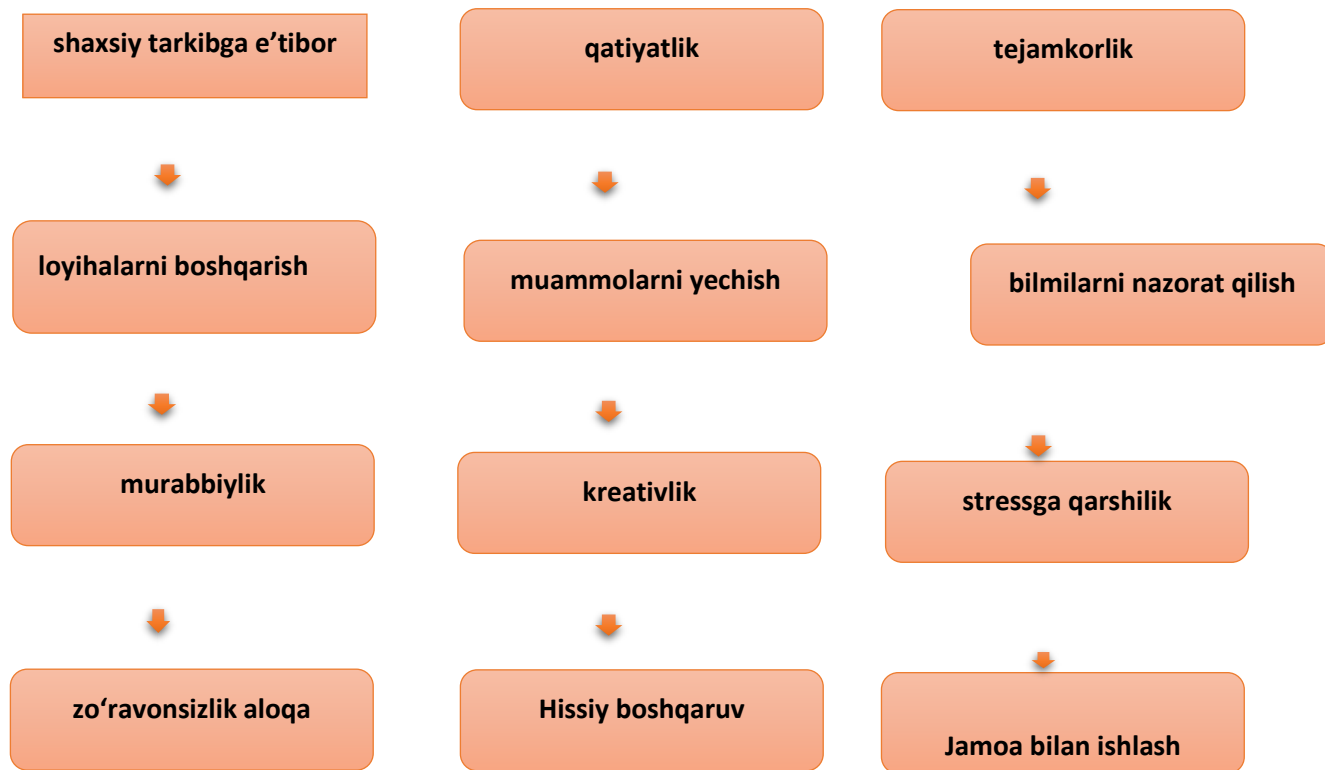 shaxsiy tarkibga e’tibor
qatiyatlik
tejamkorlik
loyihalarni boshqarish
muammolarni yechish
bilmilarni nazorat qilish
murabbiylik
kreativlik
stressga qarshilik
zo‘ravonsizlik aloqa
Hissiy boshqaruv
Jamoa bilan ishlash